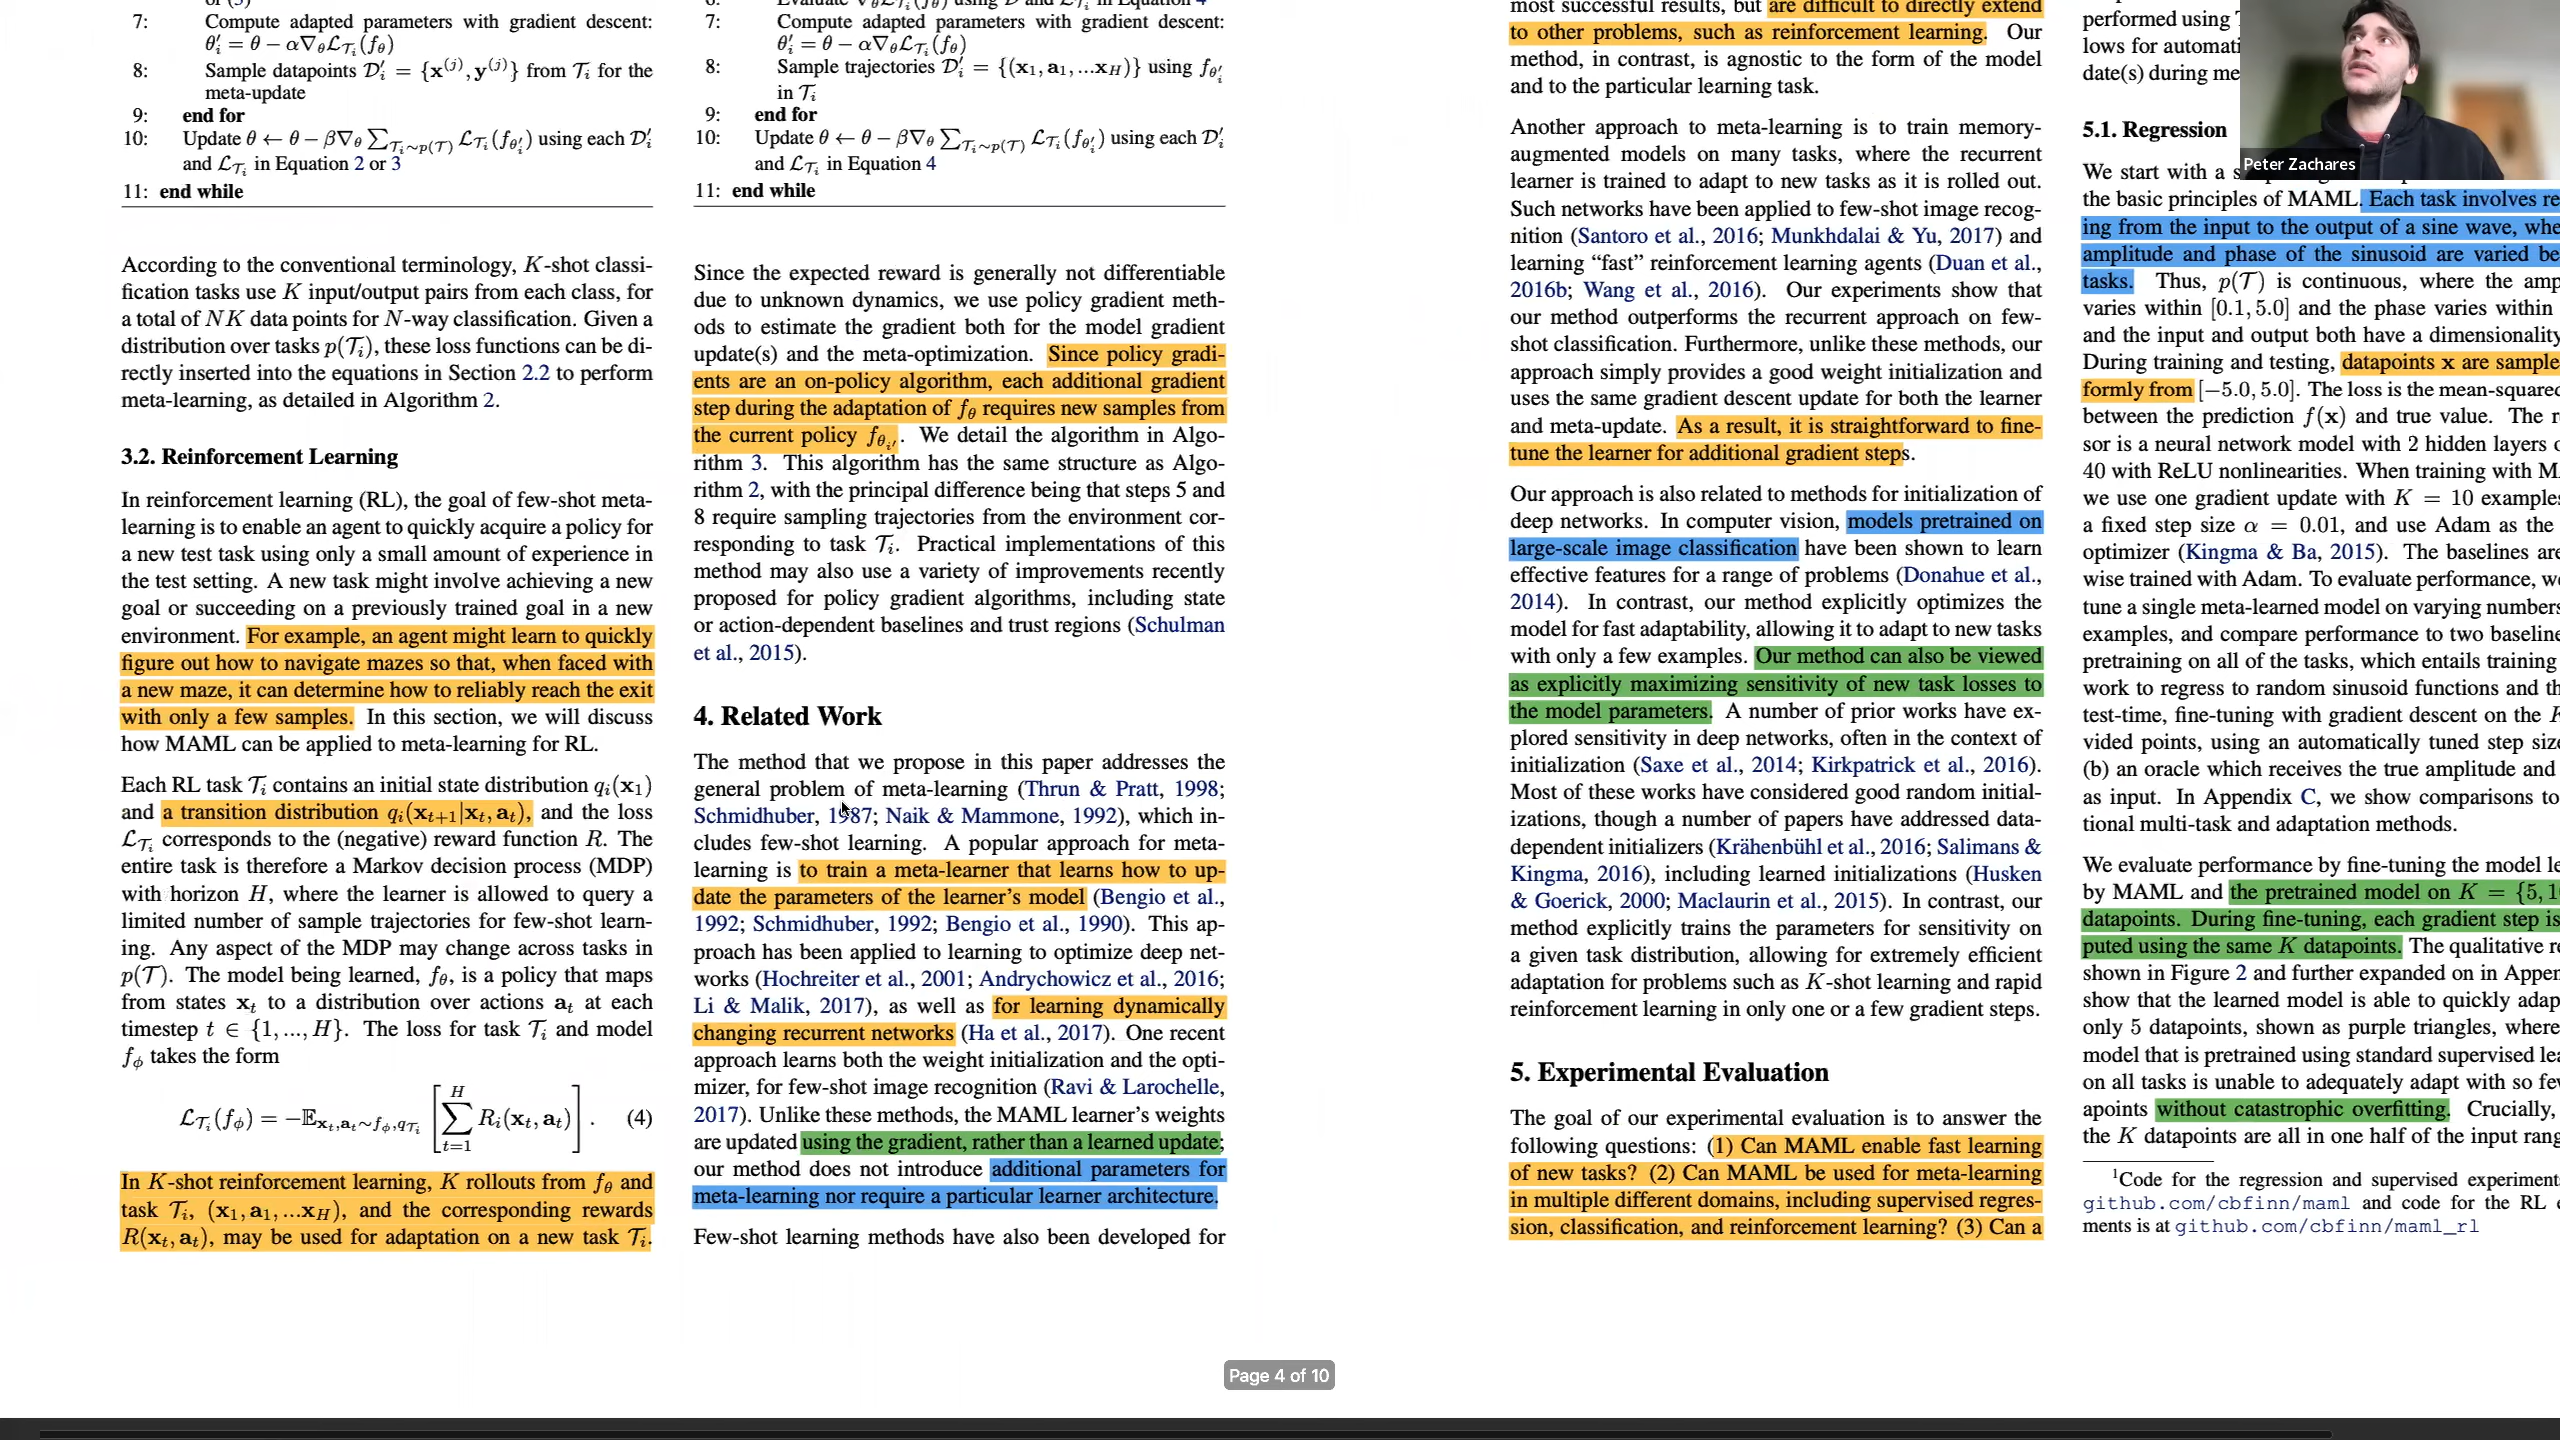 7: Compute adapted parameters with gradient descent:
θ′ᵢ = θ − α∇_θ L_Tᵢ(f_θ)
8: Sample datapoints D′ᵢ = {x⁽ʲ⁾, y⁽ʲ⁾} from Tᵢ for the
meta-update
9: end for
10: Update θ ← θ − β∇_θ ∑_Tᵢ∼p(T) L_Tᵢ(f_θ′ᵢ) using each D′ᵢ
and L_Tᵢ in Equation 2 or 3
11: end while
According to the conventional terminology, K-shot classi-
fication tasks use K input/output pairs from each class, for
a total of NK data points for N-way classification. Given a
distribution over tasks p(Tᵢ), these loss functions can be di-
rectly inserted into the equations in Section 2.2 to perform
meta-learning, as detailed in Algorithm 2.
3.2. Reinforcement Learning
In reinforcement learning (RL), the goal of few-shot meta-
learning is to enable an agent to quickly acquire a policy for
a new test task using only a small amount of experience in
the test setting. A new task might involve achieving a new
goal or succeeding on a previously trained goal in a new
environment. For example, an agent might learn to quickly
figure out how to navigate mazes so that, when faced with
a new maze, it can determine how to reliably reach the exit
with only a few samples. In this section, we will discuss
how MAML can be applied to meta-learning for RL.
Each RL task Tᵢ contains an initial state distribution qᵢ(x₁)
and a transition distribution qᵢ(xₜ₊₁|xₜ, aₜ), and the loss
L_Tᵢ corresponds to the (negative) reward function R. The
entire task is therefore a Markov decision process (MDP)
with horizon H, where the learner is allowed to query a
limited number of sample trajectories for few-shot learn-
ing. Any aspect of the MDP may change across tasks in
p(T). The model being learned, f_θ, is a policy that maps
from states xₜ to a distribution over actions aₜ at each
timestep t ∈ {1, ..., H}. The loss for task Tᵢ and model
f_ϕ takes the form
L_Tᵢ(f_ϕ) = −E_xₜ,aₜ∼f_ϕ,q_Tᵢ [∑_{t=1}^{H} Rᵢ(xₜ, aₜ)]. (4)
In K-shot reinforcement learning, K rollouts from f_θ and
task Tᵢ, (x₁, a₁, ...x_H), and the corresponding rewards
R(xₜ, aₜ), may be used for adaptation on a new task Tᵢ.
7: Compute adapted parameters with gradient descent:
θ′ᵢ = θ − α∇_θ L_Tᵢ(f_θ)
8: Sample trajectories D′ᵢ = {(x₁, a₁, ...x_H)} using f_θ′ᵢ
in Tᵢ
9: end for
10: Update θ ← θ − β∇_θ ∑_Tᵢ∼p(T) L_Tᵢ(f_θ′ᵢ) using each D′ᵢ
and L_Tᵢ in Equation 4
11: end while
Since the expected reward is generally not differentiable
due to unknown dynamics, we use policy gradient meth-
ods to estimate the gradient both for the model gradient
update(s) and the meta-optimization. Since policy gradi-
ents are an on-policy algorithm, each additional gradient
step during the adaptation of f_θ requires new samples from
the current policy f_θᵢ′. We detail the algorithm in Algo-
rithm 3. This algorithm has the same structure as Algo-
rithm 2, with the principal difference being that steps 5 and
8 require sampling trajectories from the environment cor-
responding to task Tᵢ. Practical implementations of this
method may also use a variety of improvements recently
proposed for policy gradient algorithms, including state
or action-dependent baselines and trust regions (Schulman
et al., 2015).
4. Related Work
The method that we propose in this paper addresses the
general problem of meta-learning (Thrun & Pratt, 1998;
Schmidhuber, 1987; Naik & Mammone, 1992), which in-
cludes few-shot learning. A popular approach for meta-
learning is to train a meta-learner that learns how to up-
date the parameters of the learner's model (Bengio et al.,
1992; Schmidhuber, 1992; Bengio et al., 1990). This ap-
proach has been applied to learning to optimize deep net-
works (Hochreiter et al., 2001; Andrychowicz et al., 2016;
Li & Malik, 2017), as well as for learning dynamically
changing recurrent networks (Ha et al., 2017). One recent
approach learns both the weight initialization and the opti-
mizer, for few-shot image recognition (Ravi & Larochelle,
2017). Unlike these methods, the MAML learner's weights
are updated using the gradient, rather than a learned update;
our method does not introduce additional parameters for
meta-learning nor require a particular learner architecture.
Few-shot learning methods have also been developed for
most successful results, but are difficult to directly extend
to other problems, such as reinforcement learning. Our
method, in contrast, is agnostic to the form of the model
and to the particular learning task.
Another approach to meta-learning is to train memory-
augmented models on many tasks, where the recurrent
learner is trained to adapt to new tasks as it is rolled out.
Such networks have been applied to few-shot image recog-
nition (Santoro et al., 2016; Munkhdalai & Yu, 2017) and
learning “fast” reinforcement learning agents (Duan et al.,
2016b; Wang et al., 2016). Our experiments show that
our method outperforms the recurrent approach on few-
shot classification. Furthermore, unlike these methods, our
approach simply provides a good weight initialization and
uses the same gradient descent update for both the learner
and meta-update. As a result, it is straightforward to fine-
tune the learner for additional gradient steps.
Our approach is also related to methods for initialization of
deep networks. In computer vision, models pretrained on
large-scale image classification have been shown to learn
effective features for a range of problems (Donahue et al.,
2014). In contrast, our method explicitly optimizes the
model for fast adaptability, allowing it to adapt to new tasks
with only a few examples. Our method can also be viewed
as explicitly maximizing sensitivity of new task losses to
the model parameters. A number of prior works have ex-
plored sensitivity in deep networks, often in the context of
initialization (Saxe et al., 2014; Kirkpatrick et al., 2016).
Most of these works have considered good random initial-
izations, though a number of papers have addressed data-
dependent initializers (Krähenbühl et al., 2016; Salimans &
Kingma, 2016), including learned initializations (Husken
& Goerick, 2000; Maclaurin et al., 2015). In contrast, our
method explicitly trains the parameters for sensitivity on
a given task distribution, allowing for extremely efficient
adaptation for problems such as K-shot learning and rapid
reinforcement learning in only one or a few gradient steps.
5. Experimental Evaluation
The goal of our experimental evaluation is to answer the
following questions: (1) Can MAML enable fast learning
of new tasks? (2) Can MAML be used for meta-learning
in multiple different domains, including supervised regres-
sion, classification, and reinforcement learning? (3) Can a
performed using
lows for automati
date(s) during me
5.1. Regression
We start with a s
the basic principles of MAML. Each task involves re
ing from the input to the output of a sine wave, whe
amplitude and phase of the sinusoid are varied be
tasks. Thus, p(T) is continuous, where the amp
varies within [0.1, 5.0] and the phase varies within
and the input and output both have a dimensionality
During training and testing, datapoints x are sample
formly from [−5.0, 5.0]. The loss is the mean-squared
between the prediction f(x) and true value. The r
sor is a neural network model with 2 hidden layers o
40 with ReLU nonlinearities. When training with M
we use one gradient update with K = 10 examples
a fixed step size α = 0.01, and use Adam as the
optimizer (Kingma & Ba, 2015). The baselines are
wise trained with Adam. To evaluate performance, we
tune a single meta-learned model on varying numbers
examples, and compare performance to two baseline
pretraining on all of the tasks, which entails training
work to regress to random sinusoid functions and th
test-time, fine-tuning with gradient descent on the K
vided points, using an automatically tuned step size
(b) an oracle which receives the true amplitude and
as input. In Appendix C, we show comparisons to
tional multi-task and adaptation methods.
We evaluate performance by fine-tuning the model le
by MAML and the pretrained model on K = {5, 1
datapoints. During fine-tuning, each gradient step is
puted using the same K datapoints. The qualitative re
shown in Figure 2 and further expanded on in Appen
show that the learned model is able to quickly adap
only 5 datapoints, shown as purple triangles, where
model that is pretrained using standard supervised lea
on all tasks is unable to adequately adapt with so fe
apoints without catastrophic overfitting. Crucially,
the K datapoints are all in one half of the input rang
¹Code for the regression and supervised experiment
github.com/cbfinn/maml and code for the RL e
ments is at github.com/cbfinn/maml_rl
Peter Zachares
Page 4 of 10